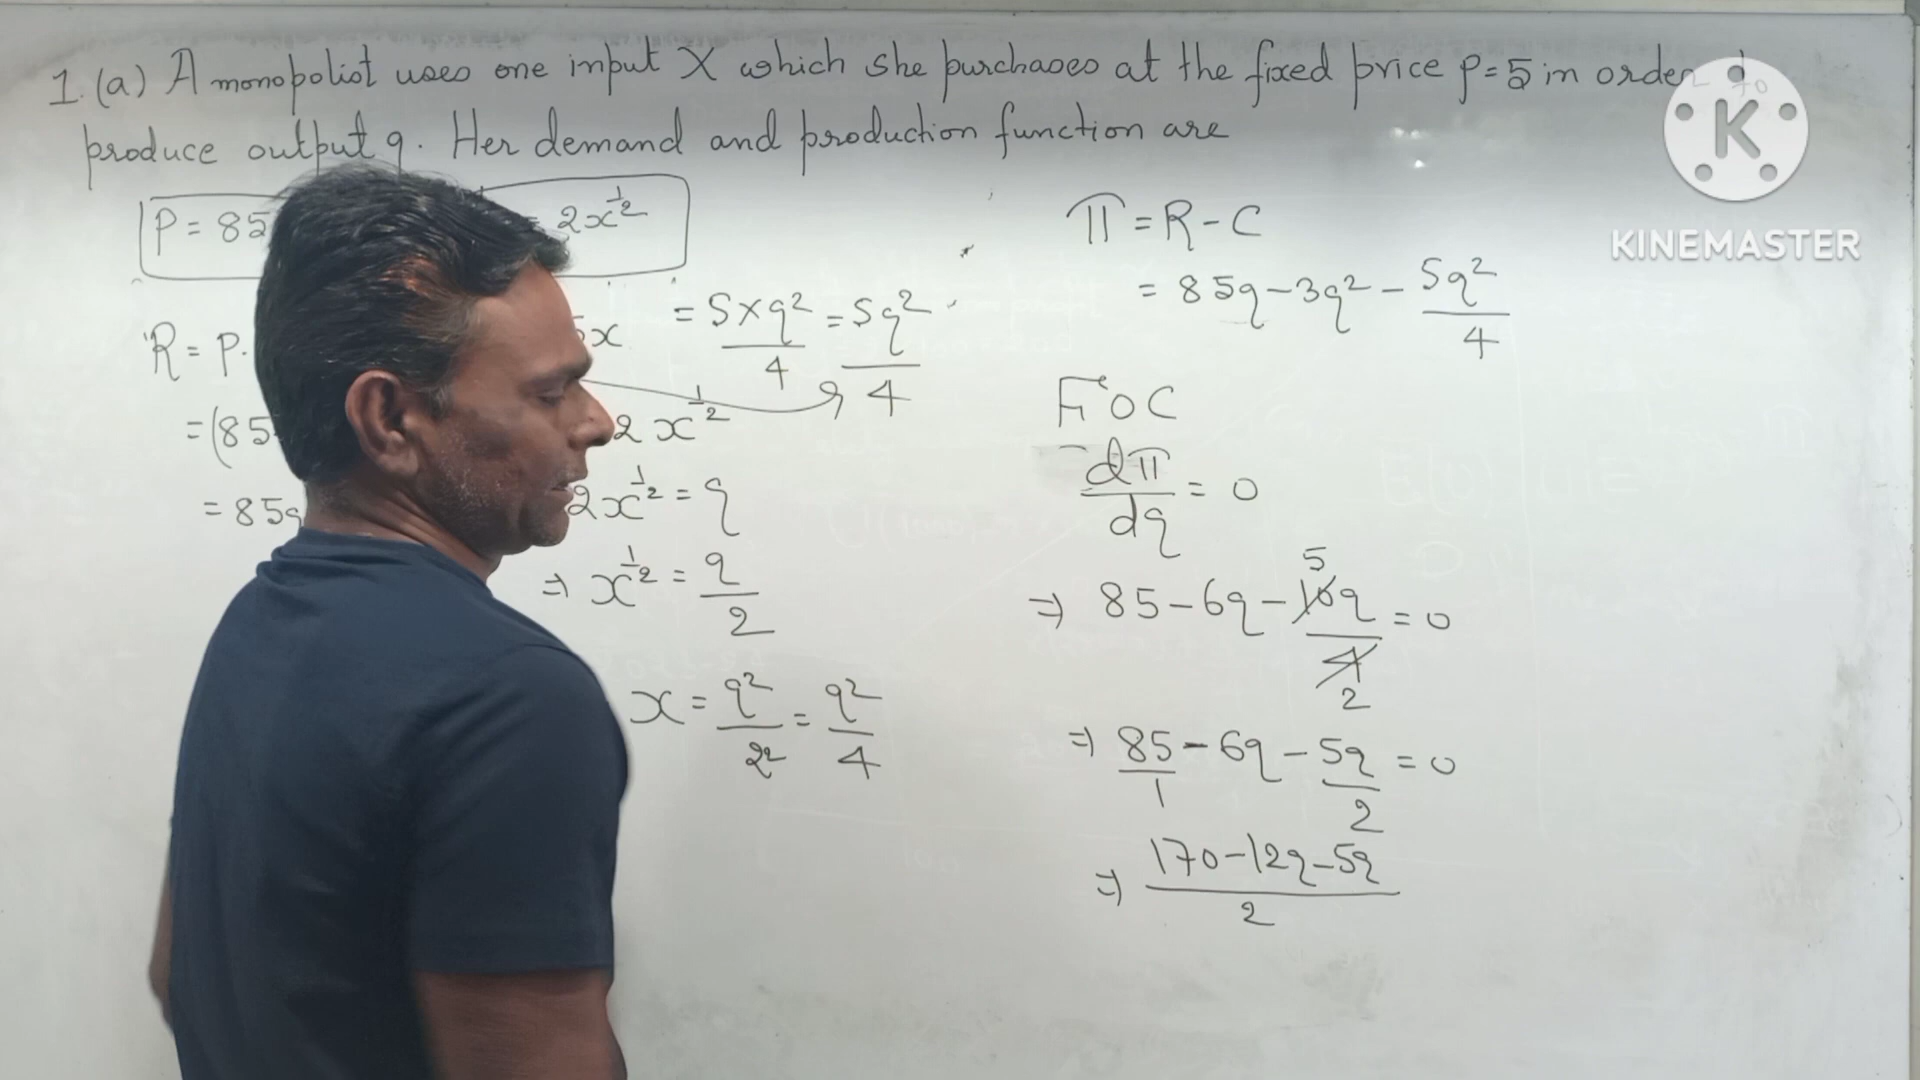 1. (a) A monopolist uses one input X which she purchases at the fixed price p=5 in order to
produce output q. Her demand and production function are
P = 85 2x^1/2
R = P. 5x = 5×q²/4 = 5q²/4
=(85 2x^1/2
= 85q 2x^1/2 = q
⇒ x^1/2 = q/2
x = q²/2² = q²/4
π = R - C
= 85q - 3q² - 5q²/4
FOC
dπ/dq = 0
⇒ 85 - 6q - 10q/4 = 0
5
2
⇒ 85/1 - 6q - 5q/2 = 0
⇒ 170-12q-5q/2
K
KINEMASTER